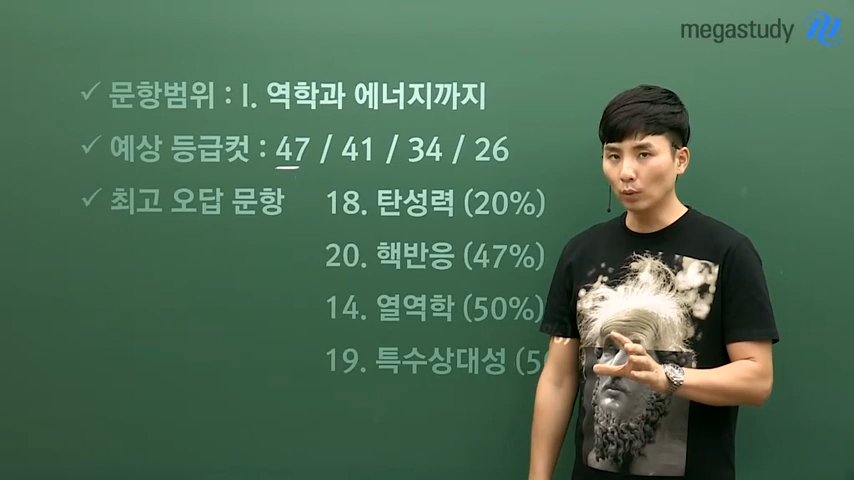 megastudy
✓ 문항범위 : I. 역학과 에너지까지
✓ 예상 등급컷 : 47 / 41 / 34 / 26
✓ 최고 오답 문항 18. 탄성력 (20%)
20. 핵반응 (47%)
14. 열역학 (50%)
19. 특수상대성 (5